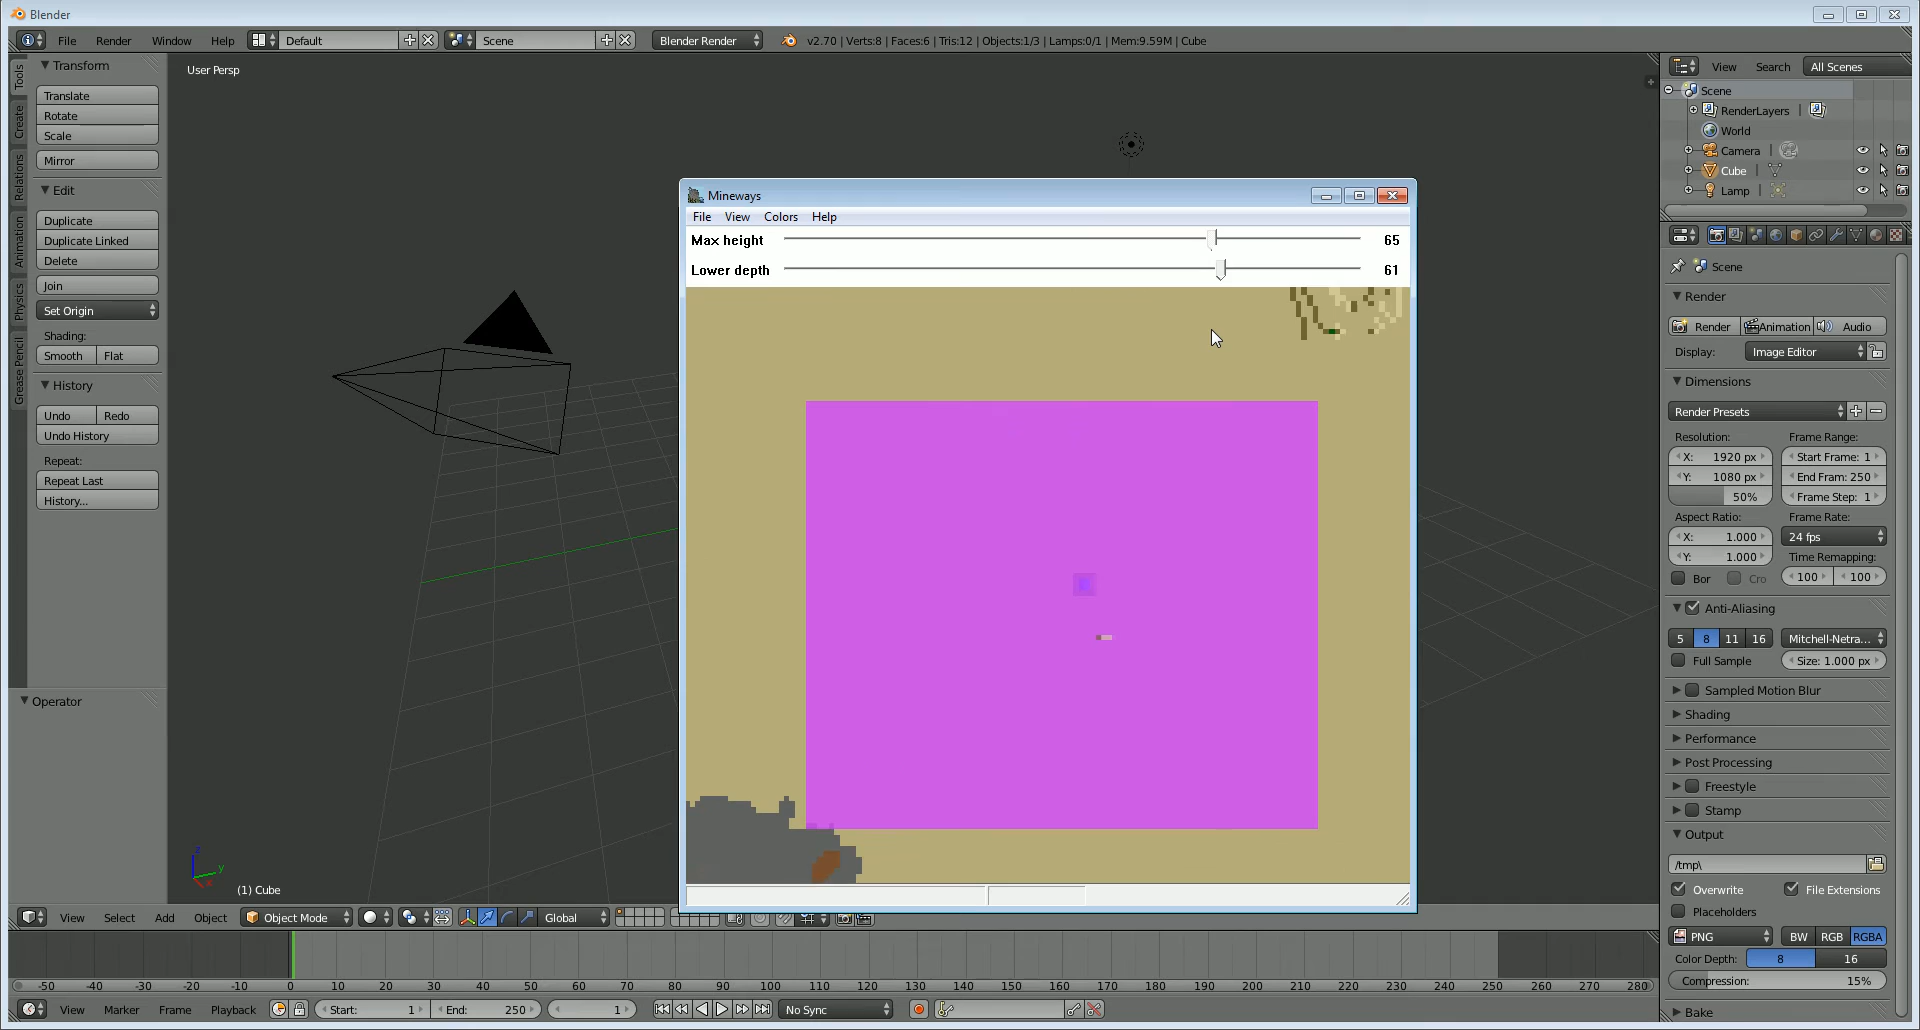 Blender
File Render Window Help Default Scene Blender Render v2.70 | Verts:8 | Faces:6 | Tris:12 | Objects:1/3 | Lamps:0/1 | Mem:9.59M | Cube
Tools
Create
Relations
Animation
Physics
Grease Pencil
Transform
Translate
Rotate
Scale
Mirror
Edit
Duplicate
Duplicate Linked
Delete
Join
Set Origin
Shading:
Smooth Flat
History
Undo Redo
Undo History
Repeat:
Repeat Last
History...
Operator
User Persp
z
y
x
(1) Cube
Mineways
File View Colors Help
Max height 65
Lower depth 61
View Search All Scenes
Scene
RenderLayers |
World
Camera |
Cube |
Lamp |
Scene
Render
Render Animation Audio
Display: Image Editor
Dimensions
Render Presets
Resolution: Frame Range:
X: 1920 px Start Frame: 1
Y: 1080 px End Fram: 250
50% Frame Step: 1
Aspect Ratio: Frame Rate:
X: 1.000 24 fps
Y: 1.000 Time Remapping:
Bor Cro 100 100
Anti-Aliasing
5 8 11 16 Mitchell-Netra...
Full Sample Size: 1.000 px
Sampled Motion Blur
Shading
Performance
Post Processing
Freestyle
Stamp
Output
/tmp\
Overwrite File Extensions
Placeholders
PNG BW RGB RGBA
Color Depth: 8 16
Compression: 15%
Bake
View Select Add Object Object Mode Global
-50 -40 -30 -20 -10 0 10 20 30 40 50 60 70 80 90 100 110 120 130 140 150 160 170 180 190 200 210 220 230 240 250 260 270 280
View Marker Frame Playback Start: 1 End: 250 1 No Sync